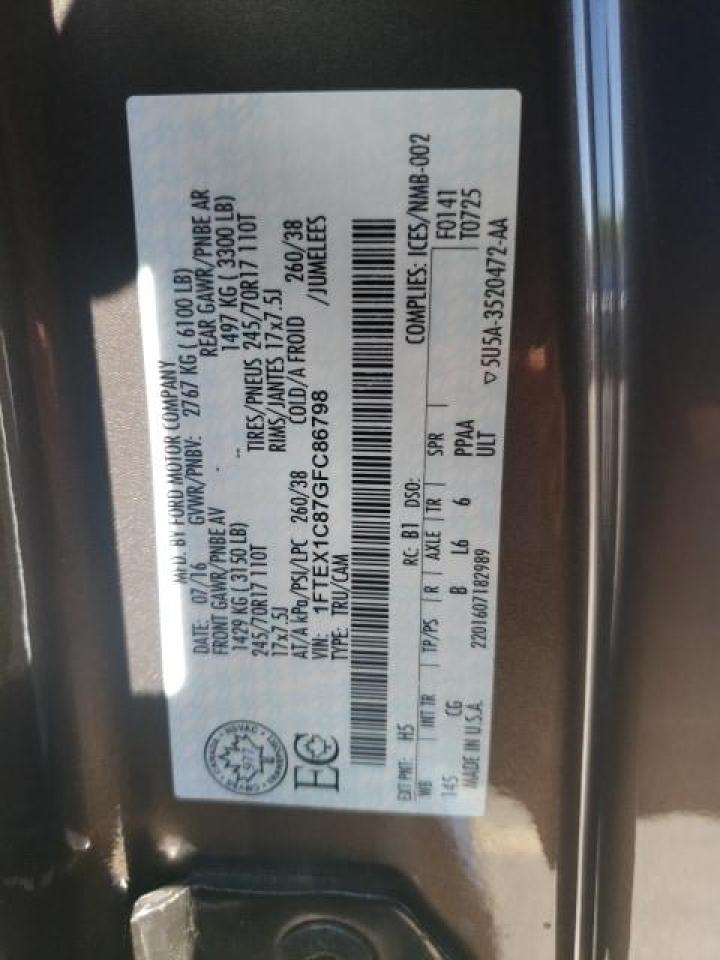 MFD. BY FORD MOTOR COMPANY
DATE: 07/16 GVWR/PNBV: 2767 KG ( 6100 LB)
FRONT GAWR/PNBE AV REAR GAWR/PNBE AR
1429 KG ( 3150 LB) 1497 KG ( 3300 LB)
245/70R17 110T TIRES/PNEUS 245/70R17 110T
17x7.5J RIMS/JANTES 17x7.5J
AT/A kPa/PSI/LPC 260/38 COLD/A FROID 260/38
VIN: 1FTEX1C87GFC86798 /JUMELEES
TYPE: TRU/CAM
EC
EXT PNT: H5 RC: B1 DSO: COMPLIES: ICES/NMB-002
WB INT TR TP/PS R AXLE TR SPR F0141
145 CG B L6 6 PPAA T0725
ULT
MADE IN U.S.A. 2201607182989 ▽ 5U5A-3520472-AA
CANADA
977